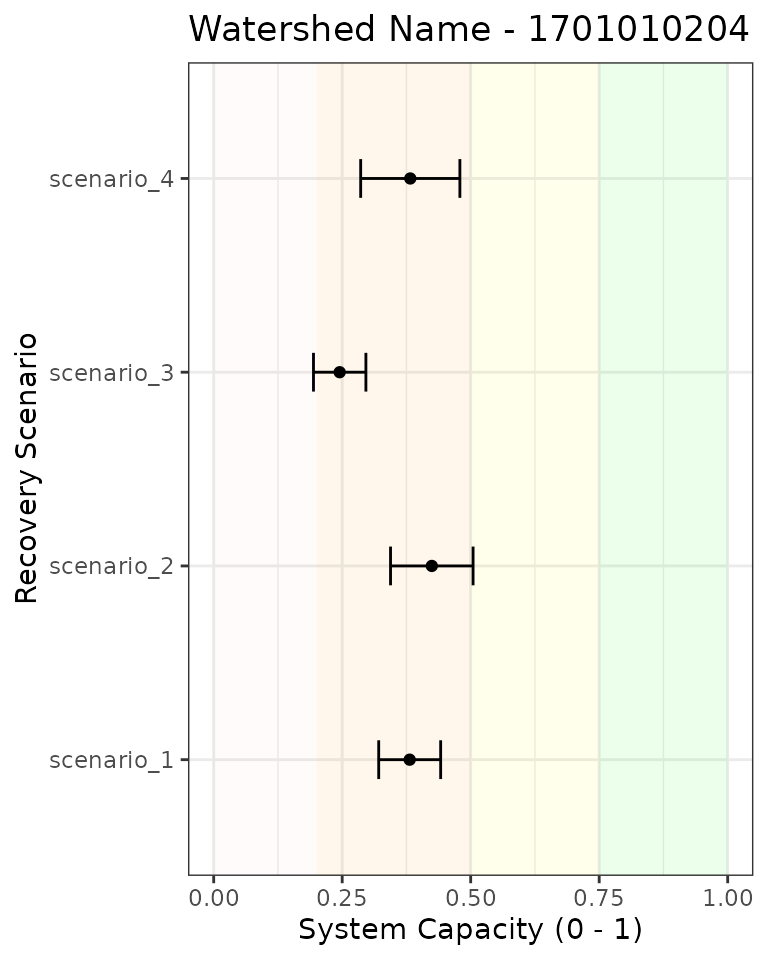 Watershed Name - 1701010204
Recovery Scenario
scenario_4
scenario_3
scenario_2
scenario_1
0.00 0.25 0.50 0.75 1.00
System Capacity (0 - 1)